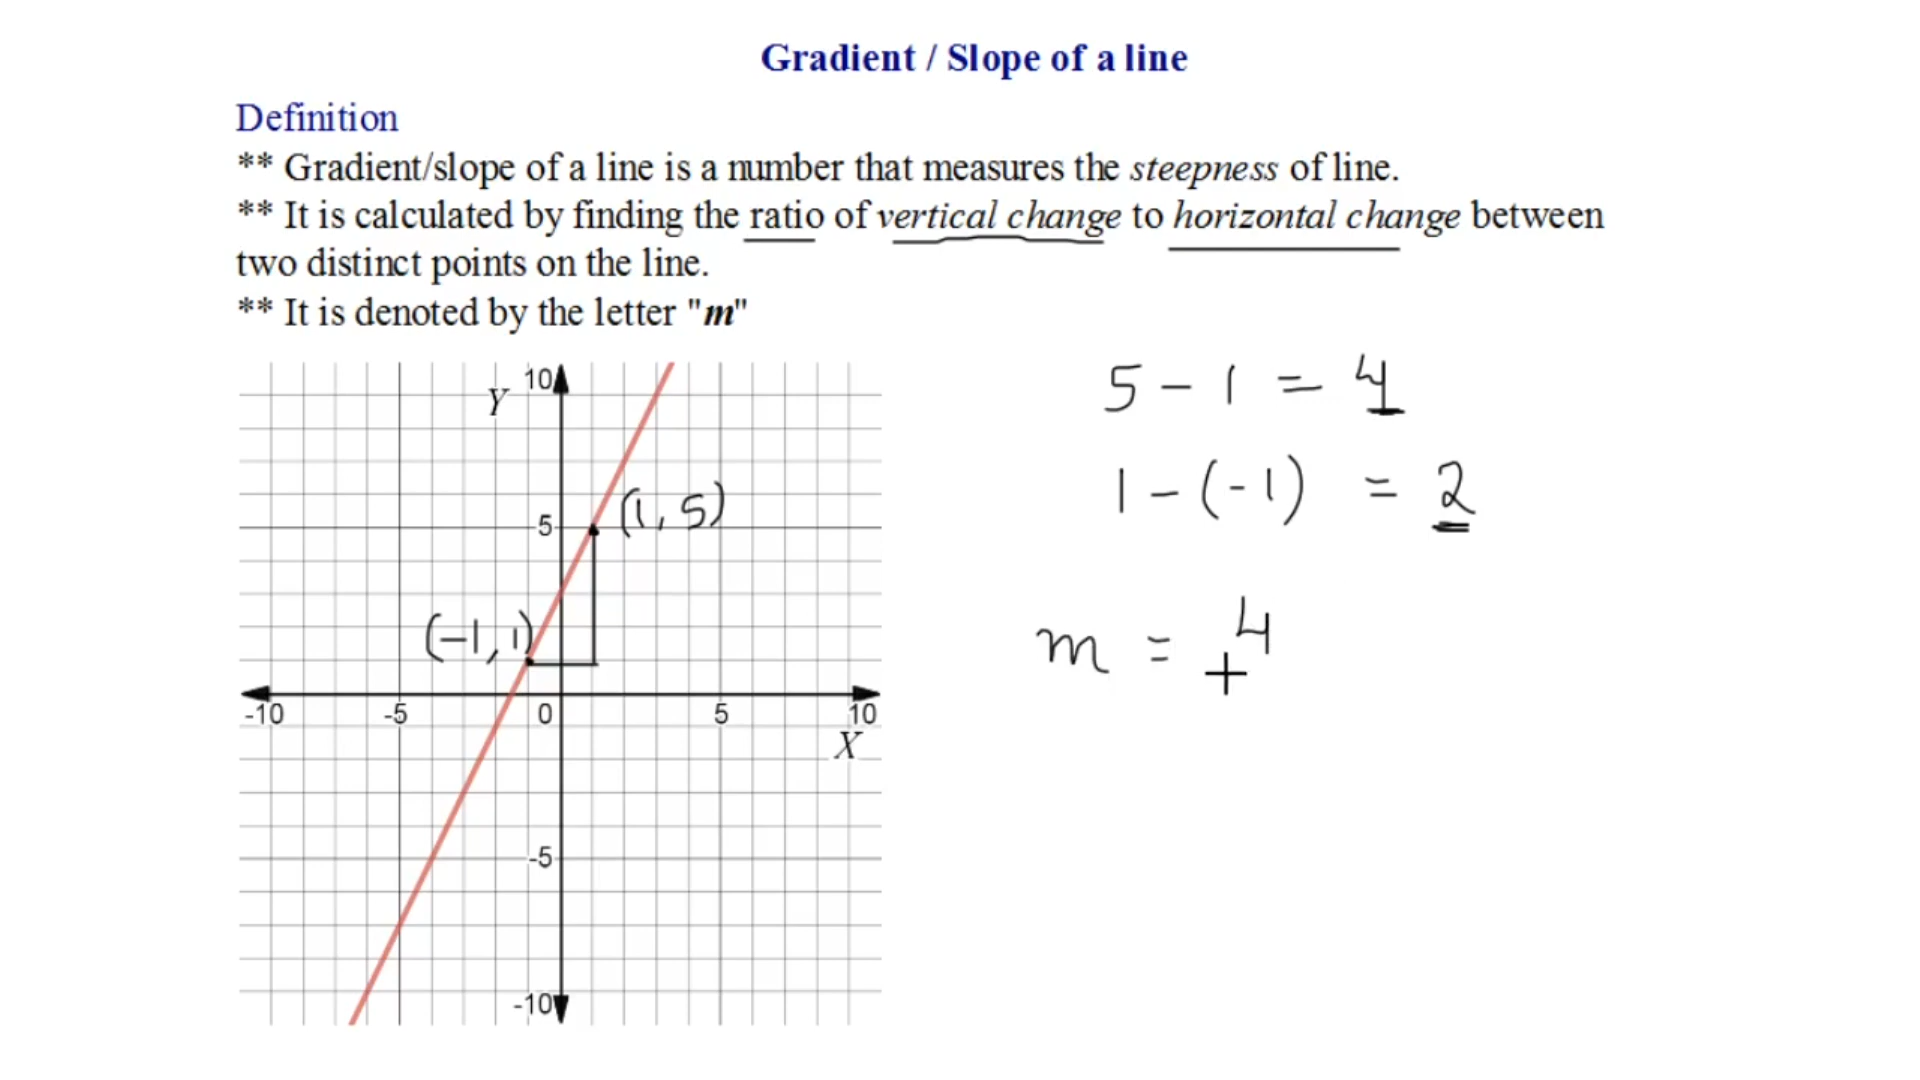 Gradient / Slope of a line
Definition
** Gradient/slope of a line is a number that measures the steepness of line.
** It is calculated by finding the ratio of vertical change to horizontal change between
two distinct points on the line.
** It is denoted by the letter "m"
10
Y
5
(1, 5)
(-1, 1)
-10 -5 0 5 10
X
-5
-10
5 - 1 = 4
1 - (-1) = 2
m = 4